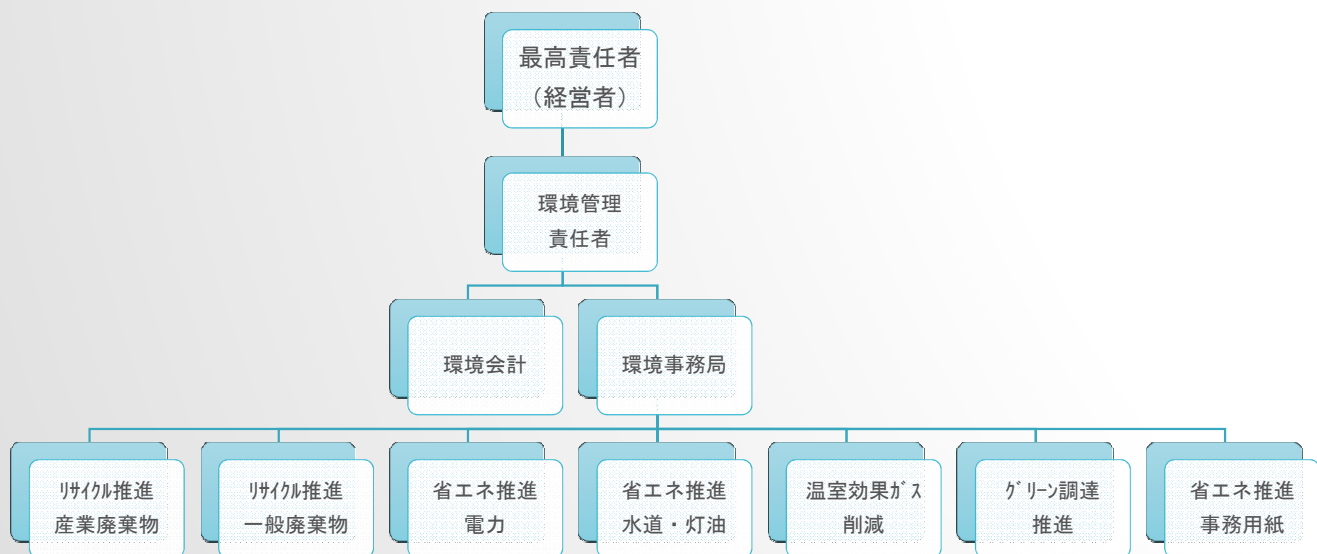 最高責任者
（経営者）
環境管理
責任者
環境会計
環境事務局
ﾘｻｲｸﾙ推進
産業廃棄物
ﾘｻｲｸﾙ推進
一般廃棄物
省エネ推進
電力
省エネ推進
水道・灯油
温室効果ｶﾞｽ
削減
ｸﾞﾘｰﾝ調達
推進
省エネ推進
事務用紙